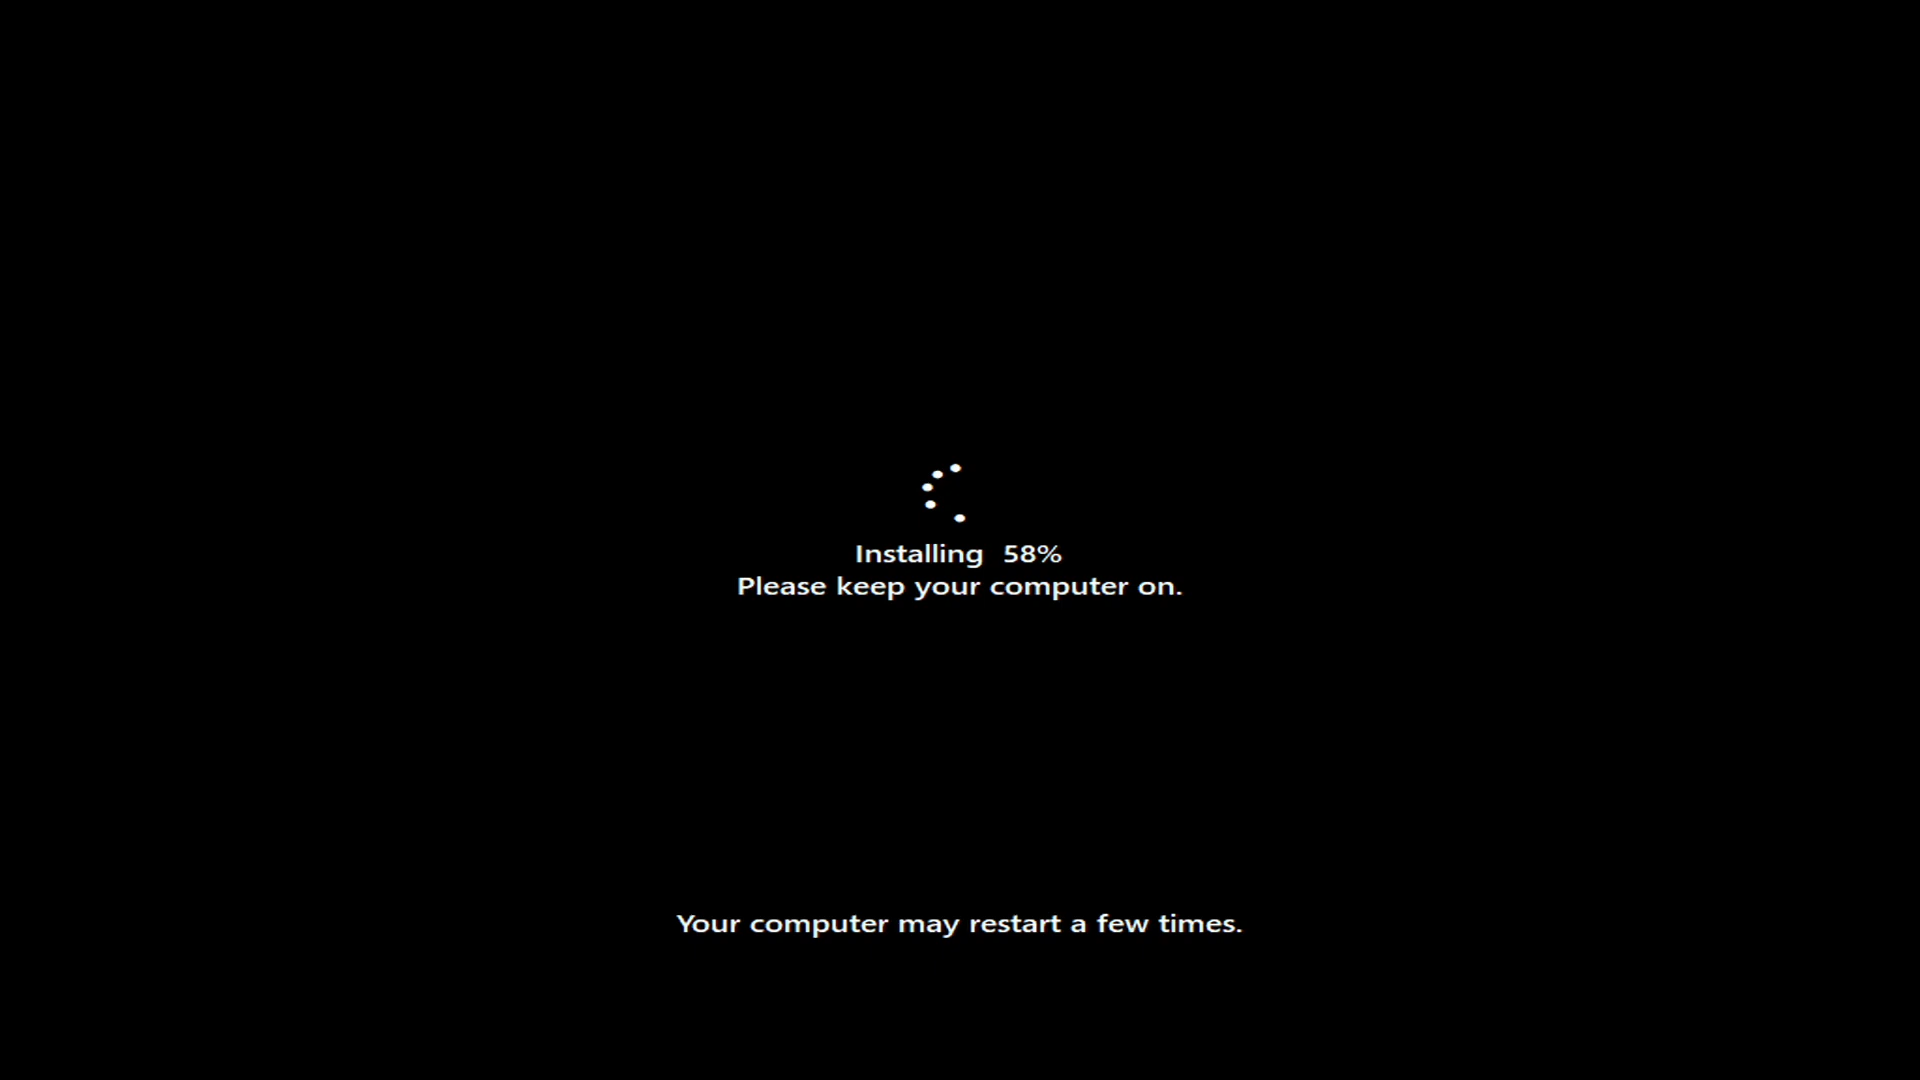 Installing  58%
Please keep your computer on.
Your computer may restart a few times.